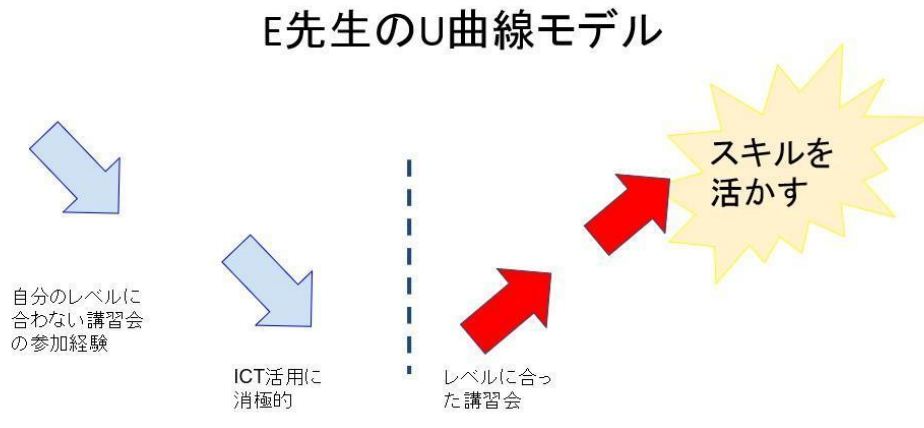 E先生のU曲線モデル
スキルを
活かす
自分のレベルに
合わない講習会
の参加経験
ICT活用に
消極的
レベルに合っ
た講習会